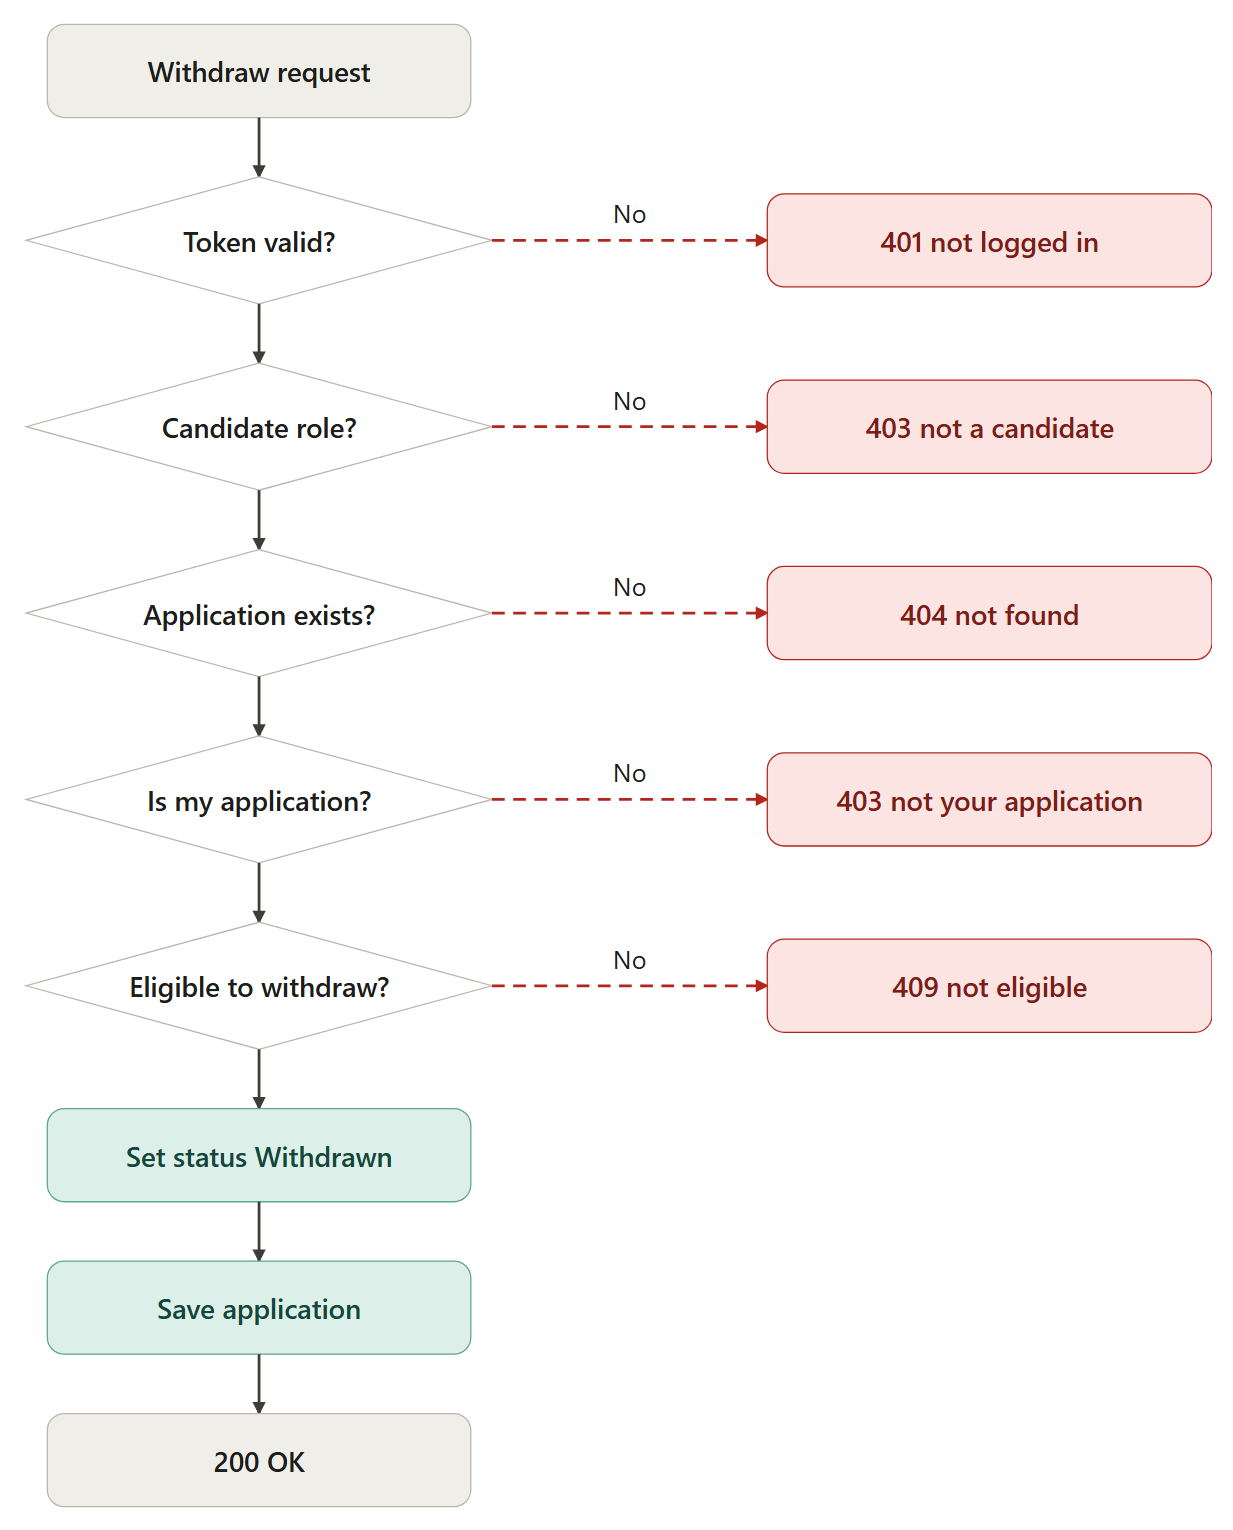 Withdraw request
Token valid?
No
401 not logged in
Candidate role?
No
403 not a candidate
Application exists?
No
404 not found
Is my application?
No
403 not your application
Eligible to withdraw?
No
409 not eligible
Set status Withdrawn
Save application
200 OK